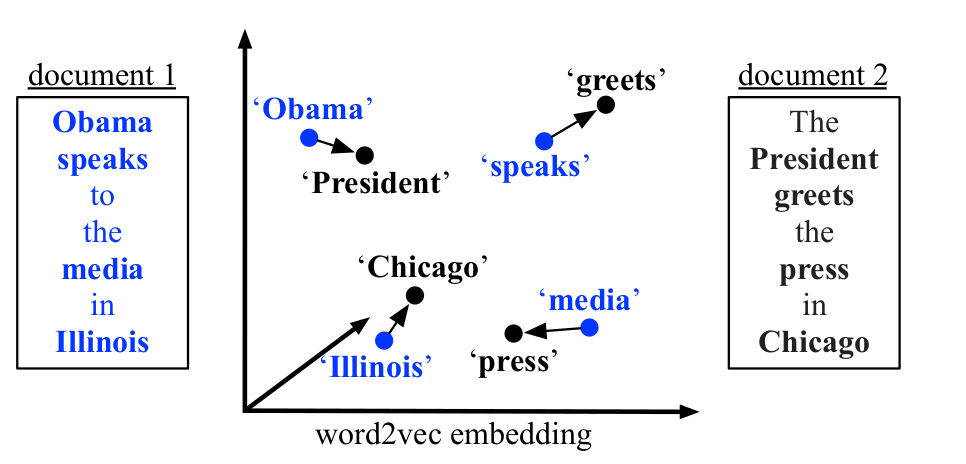 document 1
Obama
speaks
to
the
media
in
Illinois
‘Obama’
‘President’
‘greets’
‘speaks’
‘Chicago’
‘Illinois’
‘media’
‘press’
word2vec embedding
document 2
The
President
greets
the
press
in
Chicago